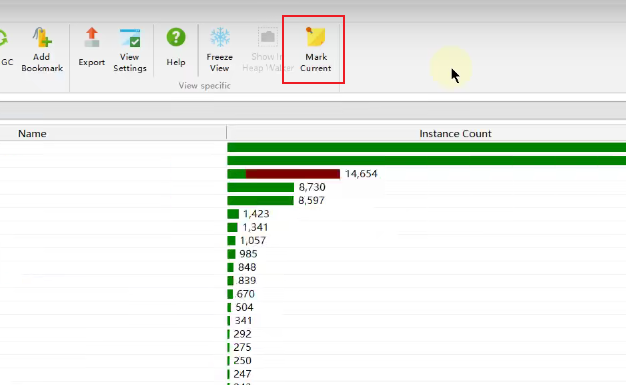 GC
Add
Bookmark
Export
View
Settings
Help
Freeze
View
Show In
Heap Walker
Mark
Current
View specific
Name
Instance Count
14,654
8,730
8,597
1,423
1,341
1,057
985
848
839
670
504
341
292
275
250
247